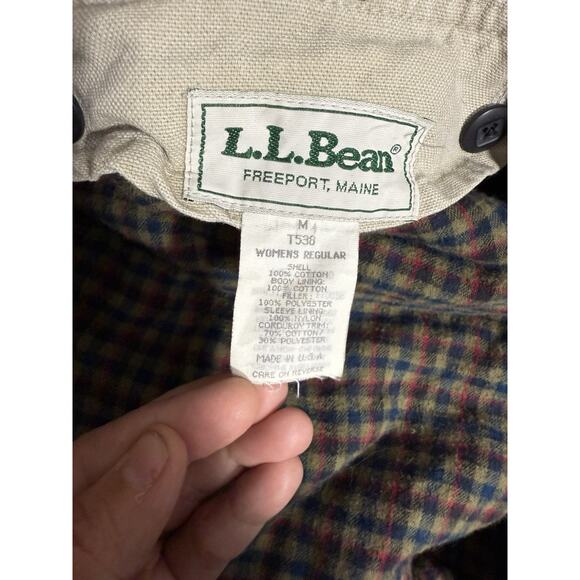 L.L.Bean®
FREEPORT, MAINE
M
T538
WOMENS REGULAR
SHELL
100% COTTON
BODY LINING:
100% COTTON
FILLER:
100% POLYESTER
SLEEVE LINING:
100% NYLON
CORDUROY TRIM:
70% COTTON/
30% POLYESTER
MADE IN U.S.A
CARE ON REVERSE